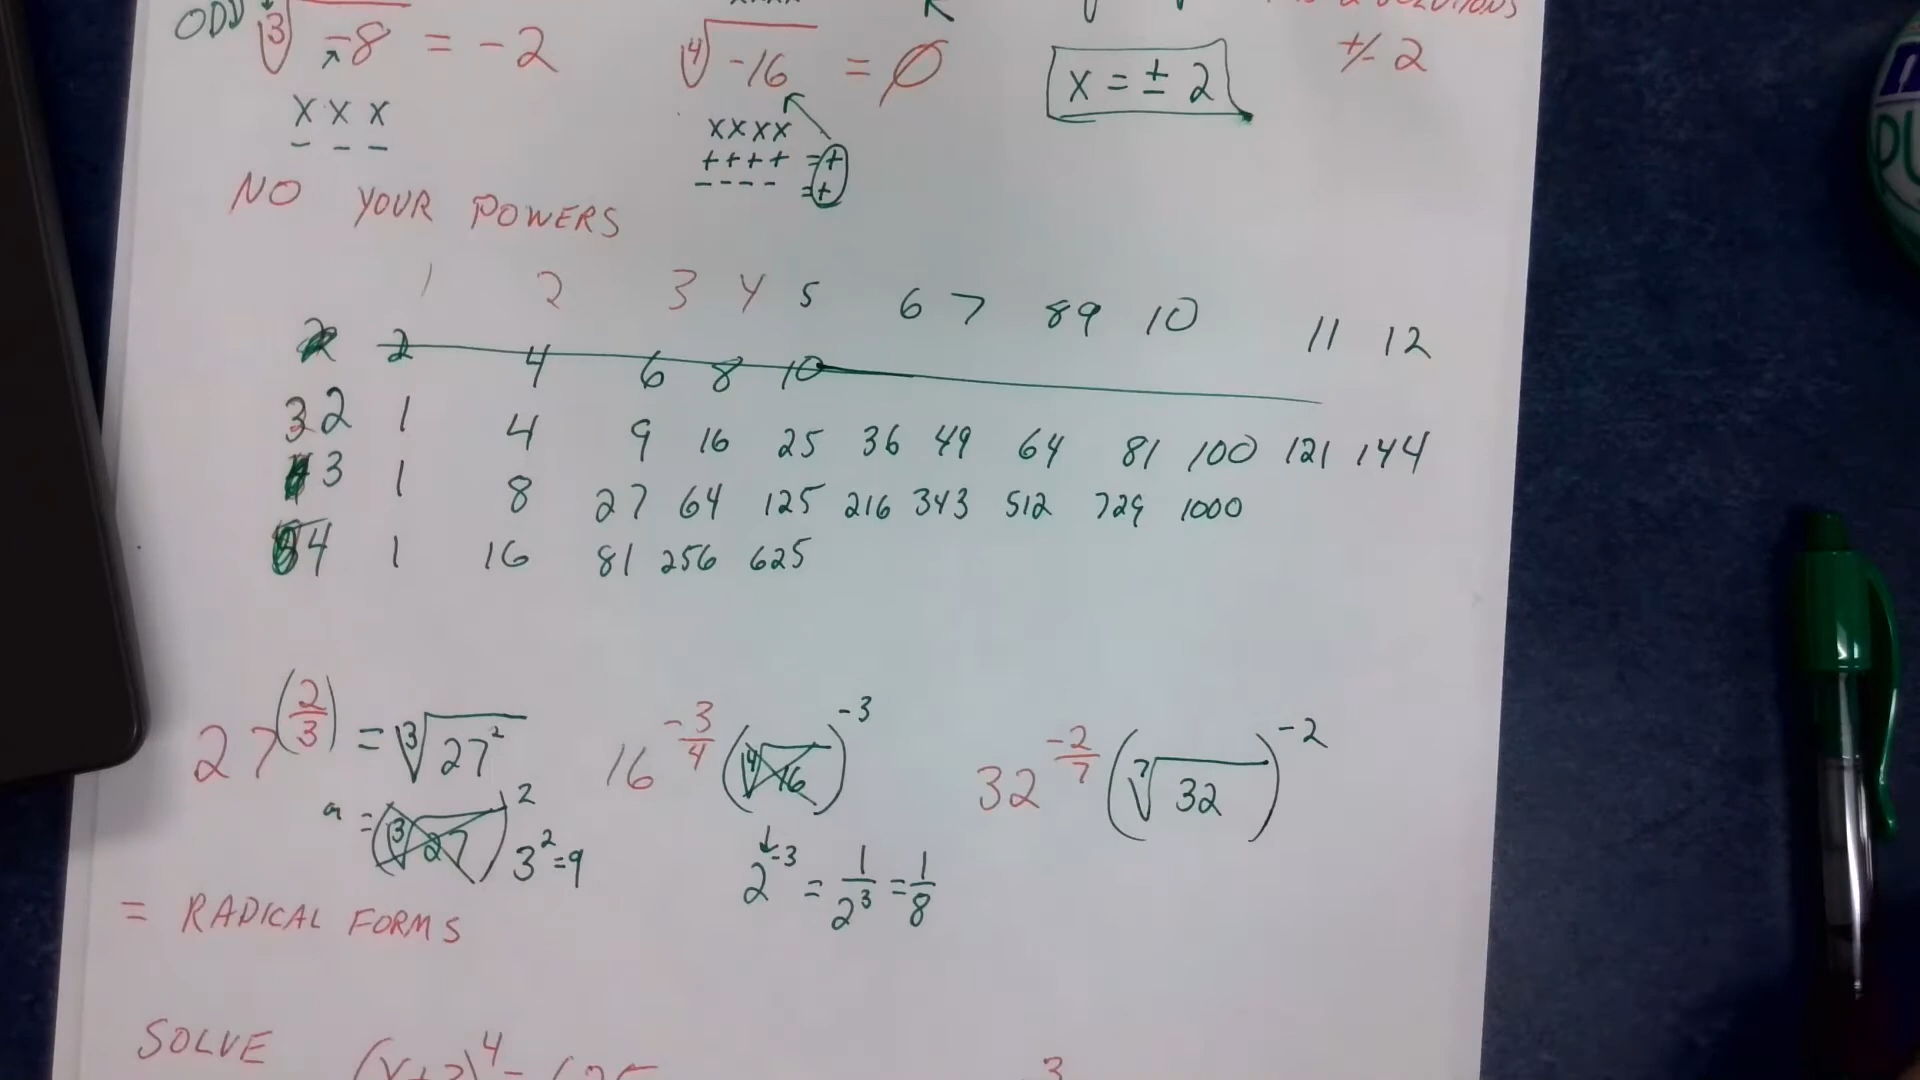 ODD ∛-8 = -2
∜-16 = Ø
x = ± 2
+/- 2
x x x
- - -
xxxx
++++ =+
---- =+
NO YOUR POWERS
1 2 3 4 5 6 7 8 9 10 11 12
2 4 6 8 10
2 1 4 9 16 25 36 49 64 81 100 121 144
3 1 8 27 64 125 216 343 512 729 1000
4 1 16 81 256 625
27^(2/3) = ∛27²
= (∛27)² 3² = 9
16^(-3/4) (∜16)^-3
2^-3 = 1/2³ = 1/8
32^(-2/7) (⁷√32)^-2
= RADICAL FORMS
SOLVE